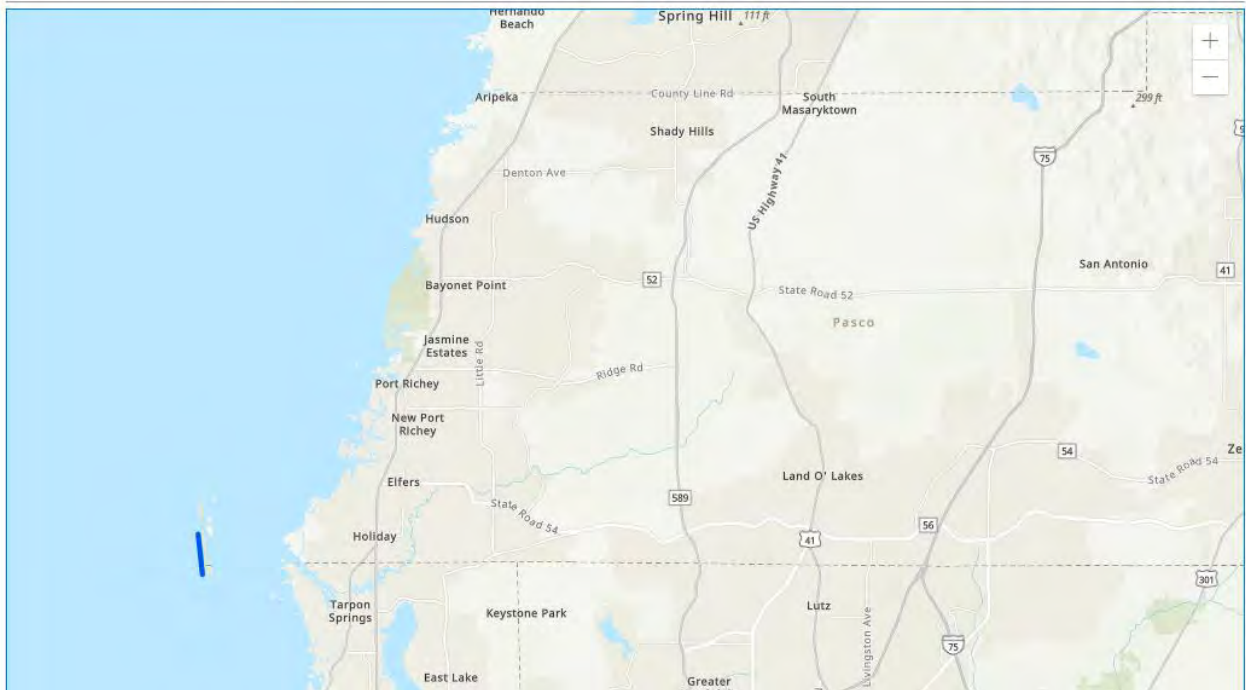 Hernando
Beach
Spring Hill
111 ft
+
−
Aripeka
County Line Rd
South
Masaryktown
299 ft
Shady Hills
75
Denton Ave
US Highway 41
Hudson
San Antonio
41
Bayonet Point
52
State Road 52
Pasco
Jasmine
Estates
Little Rd
Ridge Rd
Port Richey
New Port
Richey
54
Ze
State Road 54
Elfers
Land O' Lakes
589
State Road 54
56
Holiday
41
301
Tarpon
Springs
Keystone Park
Lutz
Livingston Ave
75
East Lake
Greater